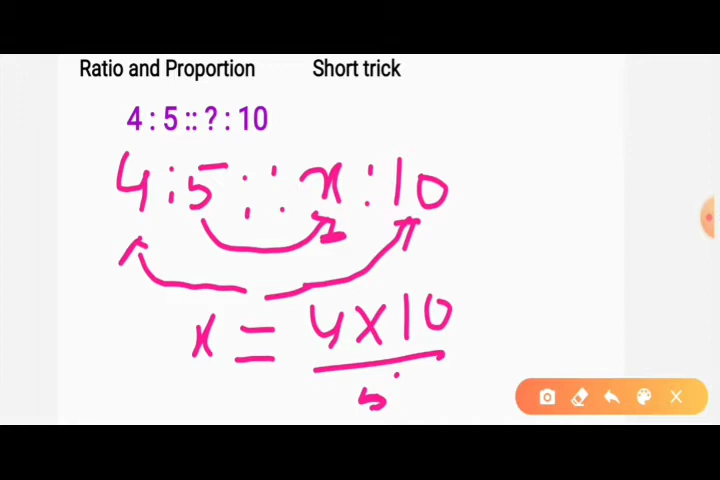 Ratio and Proportion Short trick
4 : 5 :: ? : 10
4 : 5 :: x : 10
x = 4 × 10
5